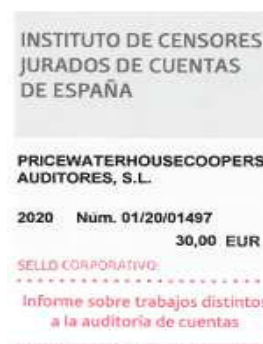 INSTITUTO DE CENSORES
JURADOS DE CUENTAS
DE ESPAÑA
PRICEWATERHOUSECOOPERS
AUDITORES, S.L.
2020 Núm. 01/20/01497
30,00 EUR
SELLO CORPORATIVO:
Informe sobre trabajos distintos
a la auditoría de cuentas